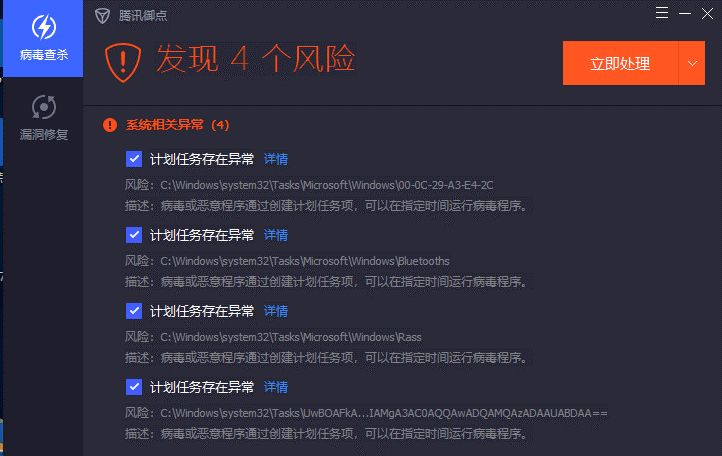 腾讯御点
病毒查杀
漏洞修复
发现 4 个风险
立即处理
系统相关异常 (4)
计划任务存在异常 详情
风险：C:\Windows\system32\Tasks\Microsoft\Windows\00-0C-29-A3-E4-2C
描述：病毒或恶意程序通过创建计划任务项，可以在指定时间运行病毒程序。
计划任务存在异常 详情
风险：C:\Windows\system32\Tasks\Microsoft\Windows\Bluetooths
描述：病毒或恶意程序通过创建计划任务项，可以在指定时间运行病毒程序。
计划任务存在异常 详情
风险：C:\Windows\system32\Tasks\Microsoft\Windows\Rass
描述：病毒或恶意程序通过创建计划任务项，可以在指定时间运行病毒程序。
计划任务存在异常 详情
风险：C:\Windows\system32\Tasks\UwBOAFkA...IAMgA3AC0AQQAwADQAMQAzADAAUABDAA==
描述：病毒或恶意程序通过创建计划任务项，可以在指定时间运行病毒程序。